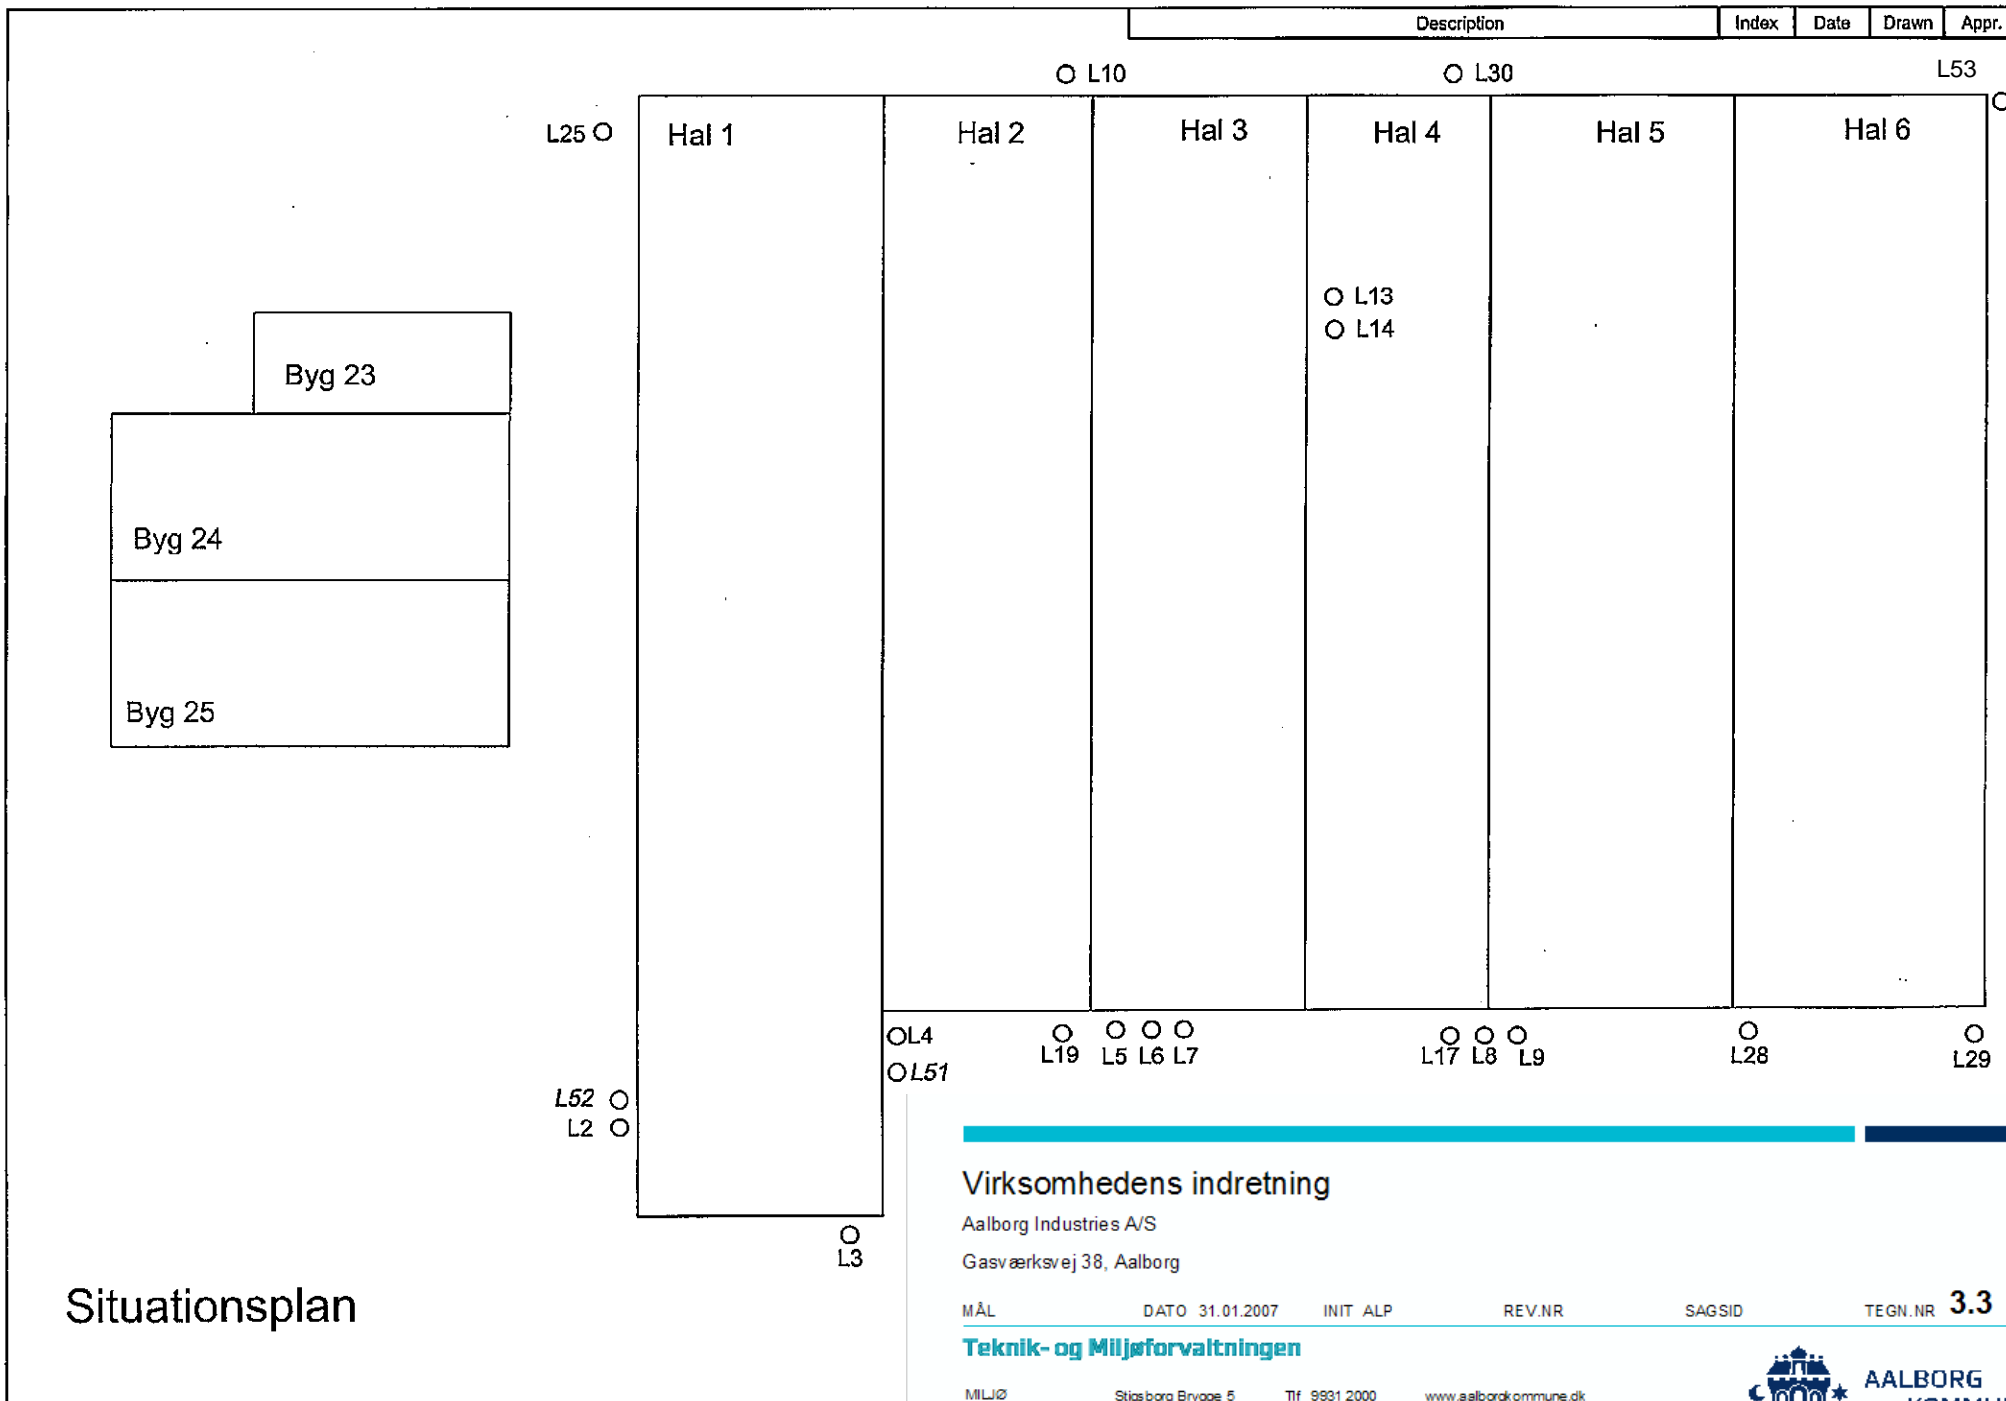 Description Index Date Drawn Appr.
L10 L30 L53
L25 Hal 1 Hal 2 Hal 3 Hal 4 Hal 5 Hal 6
L13
L14
Byg 23
Byg 24
Byg 25
L4 L19 L5 L6 L7 L17 L8 L9 L28 L29
L51
L52
L2
L3
Situationsplan
Virksomhedens indretning
Aalborg Industries A/S
Gasværksvej 38, Aalborg
MÅL DATO 31.01.2007 INIT ALP REV.NR SAGSID TEGN.NR 3.3
Teknik- og Miljøforvaltningen
MILJØ Stigsborg Brygge 5 Tlf 9931 2000 www.aalborgkommune.dk
AALBORG